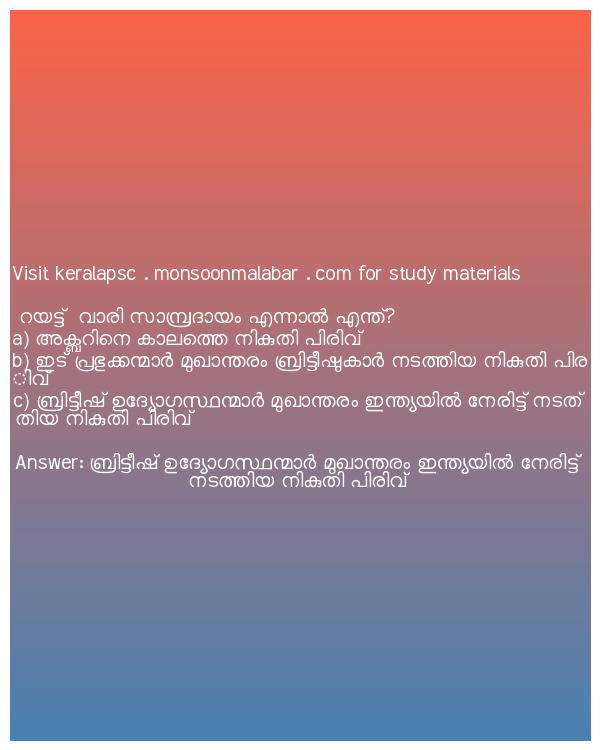 Visit keralapsc . monsoonmalabar . com for study materials
റയട്ട്  വാരി സാമ്പ്രദായം എന്നാൽ എന്ത്?
a) അക്ബറിനെ കാലത്തെ നികുതി പിരിവ്
b) ഇട് പ്രഭുക്കന്മാർ മുഖാന്തരം ബ്രിട്ടീഷുകാർ നടത്തിയ നികുതി പിര
ിവ്
c) ബ്രിട്ടീഷ് ഉദ്യോഗസ്ഥന്മാർ മുഖാന്തരം ഇന്ത്യയിൽ നേരിട്ട് നടത്
തിയ നികുതി പിരിവ്
Answer: ബ്രിട്ടീഷ് ഉദ്യോഗസ്ഥന്മാർ മുഖാന്തരം ഇന്ത്യയിൽ നേരിട്ട്
നടത്തിയ നികുതി പിരിവ്